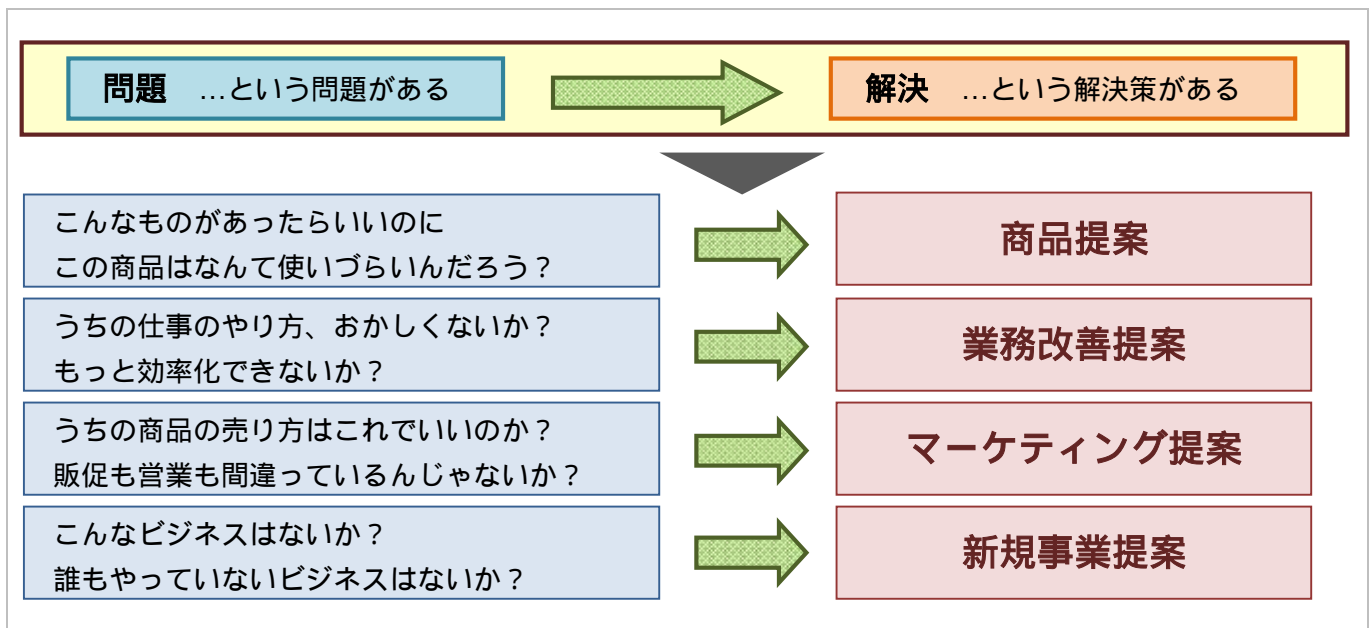 問題 …という問題がある
解決 …という解決策がある
こんなものがあったらいいのに
この商品はなんて使いづらいんだろう？
商品提案
うちの仕事のやり方、おかしくないか？
もっと効率化できないか？
業務改善提案
うちの商品の売り方はこれでいいのか？
販促も営業も間違っているんじゃないか？
マーケティング提案
こんなビジネスはないか？
誰もやっていないビジネスはないか？
新規事業提案